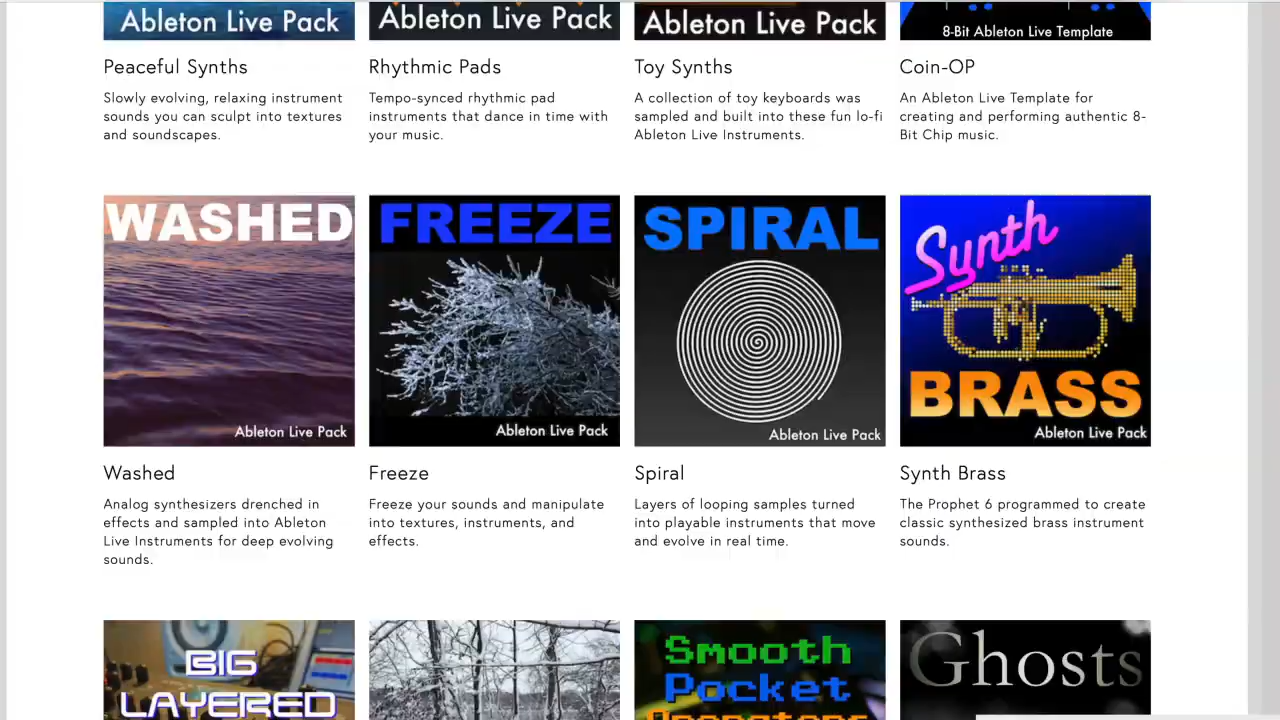 Ableton Live Pack
Ableton Live Pack
Ableton Live Pack
8-Bit Ableton Live Template
Peaceful Synths
Slowly evolving, relaxing instrument
sounds you can sculpt into textures
and soundscapes.
Rhythmic Pads
Tempo-synced rhythmic pad
instruments that dance in time with
your music.
Toy Synths
A collection of toy keyboards was
sampled and built into these fun lo-fi
Ableton Live Instruments.
Coin-OP
An Ableton Live Template for
creating and performing authentic 8-
Bit Chip music.
WASHED
Ableton Live Pack
FREEZE
Ableton Live Pack
SPIRAL
Ableton Live Pack
Synth
BRASS
Ableton Live Pack
Washed
Analog synthesizers drenched in
effects and sampled into Ableton
Live Instruments for deep evolving
sounds.
Freeze
Freeze your sounds and manipulate
into textures, instruments, and
effects.
Spiral
Layers of looping samples turned
into playable instruments that move
and evolve in real time.
Synth Brass
The Prophet 6 programmed to create
classic synthesized brass instrument
sounds.
BIG
LAYERED
Smooth
Pocket
Operators
Ghosts